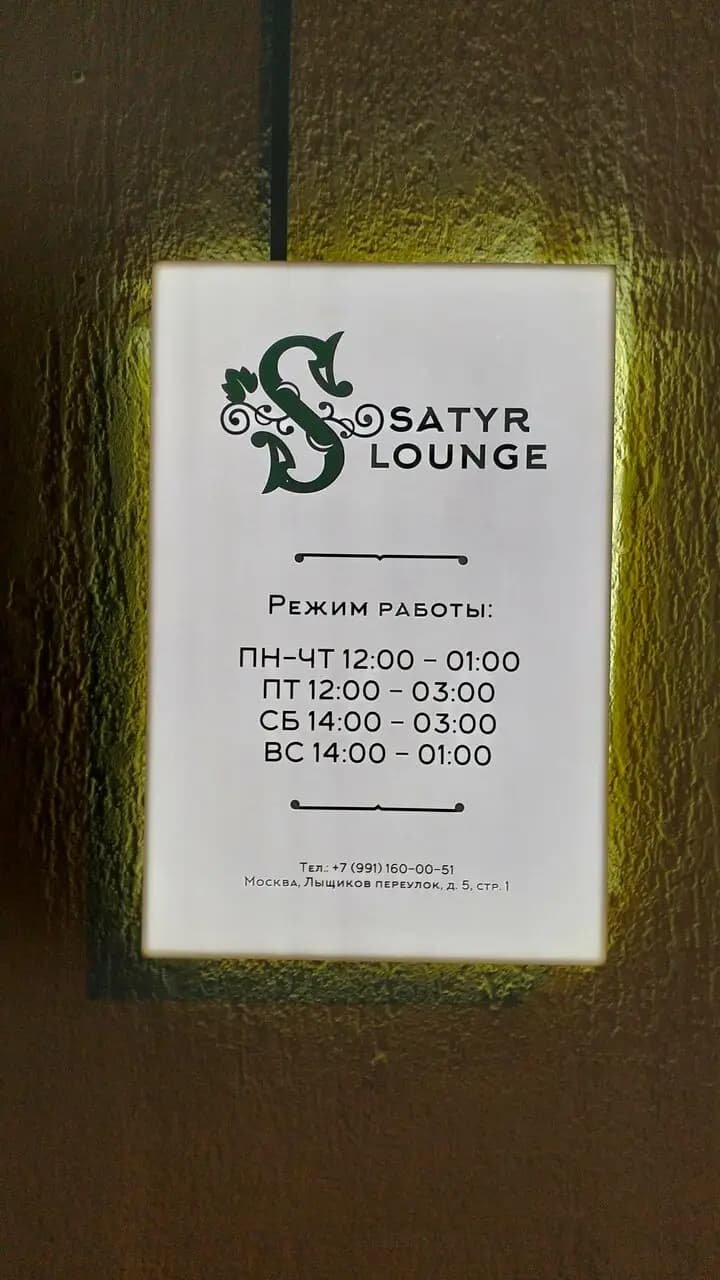 SATYR
LOUNGE
Режим работы:
ПН-ЧТ 12:00 – 01:00
ПТ 12:00 – 03:00
СБ 14:00 – 03:00
ВС 14:00 – 01:00
Тел.: +7 (991) 160-00-51
Москва, Лыщиков переулок, д. 5, стр. 1